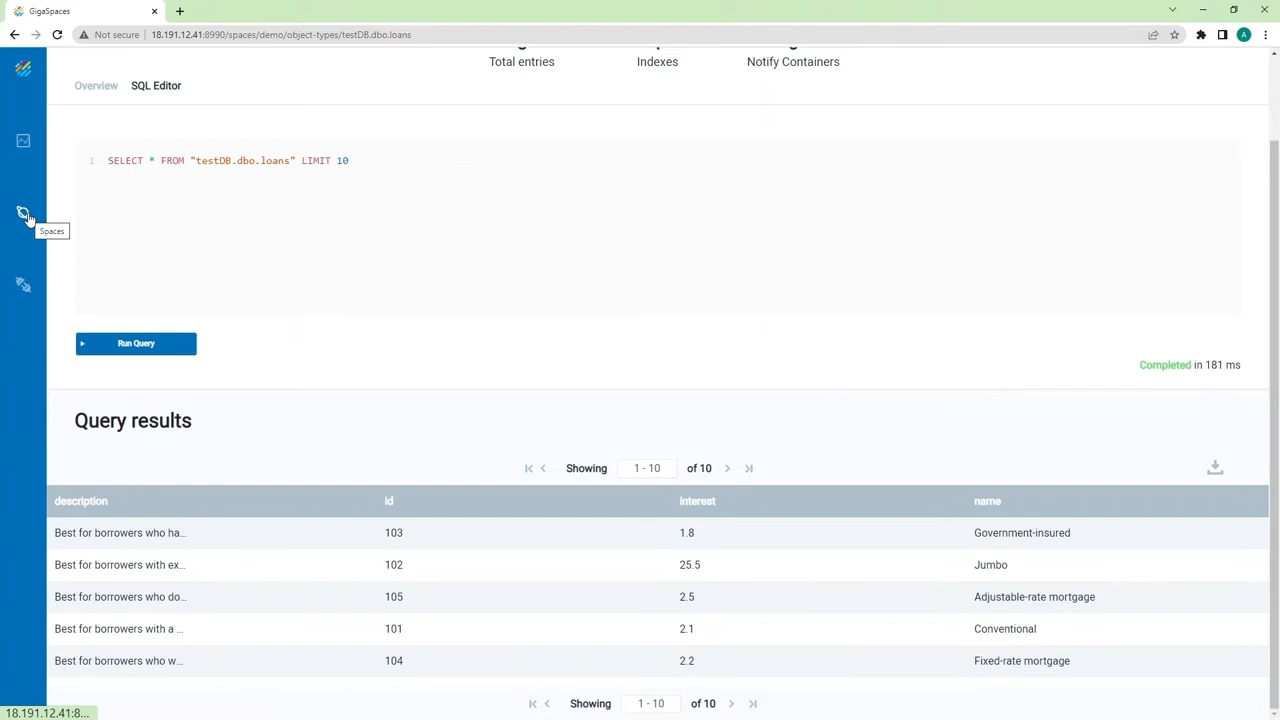 GigaSpaces
Not secure 18.191.12.41:8990/spaces/demo/object-types/testDB.dbo.loans
A
Total entries Indexes Notify Containers
Overview SQL Editor
1 SELECT * FROM "testDB.dbo.loans" LIMIT 10
Spaces
Run Query
Completed in 181 ms
Query results
Showing 1 - 10 of 10
description id interest name
Best for borrowers who ha... 103 1.8 Government-insured
Best for borrowers with ex... 102 25.5 Jumbo
Best for borrowers who do... 105 2.5 Adjustable-rate mortgage
Best for borrowers with a ... 101 2.1 Conventional
Best for borrowers who w... 104 2.2 Fixed-rate mortgage
Showing 1 - 10 of 10
18.191.12.41:8...